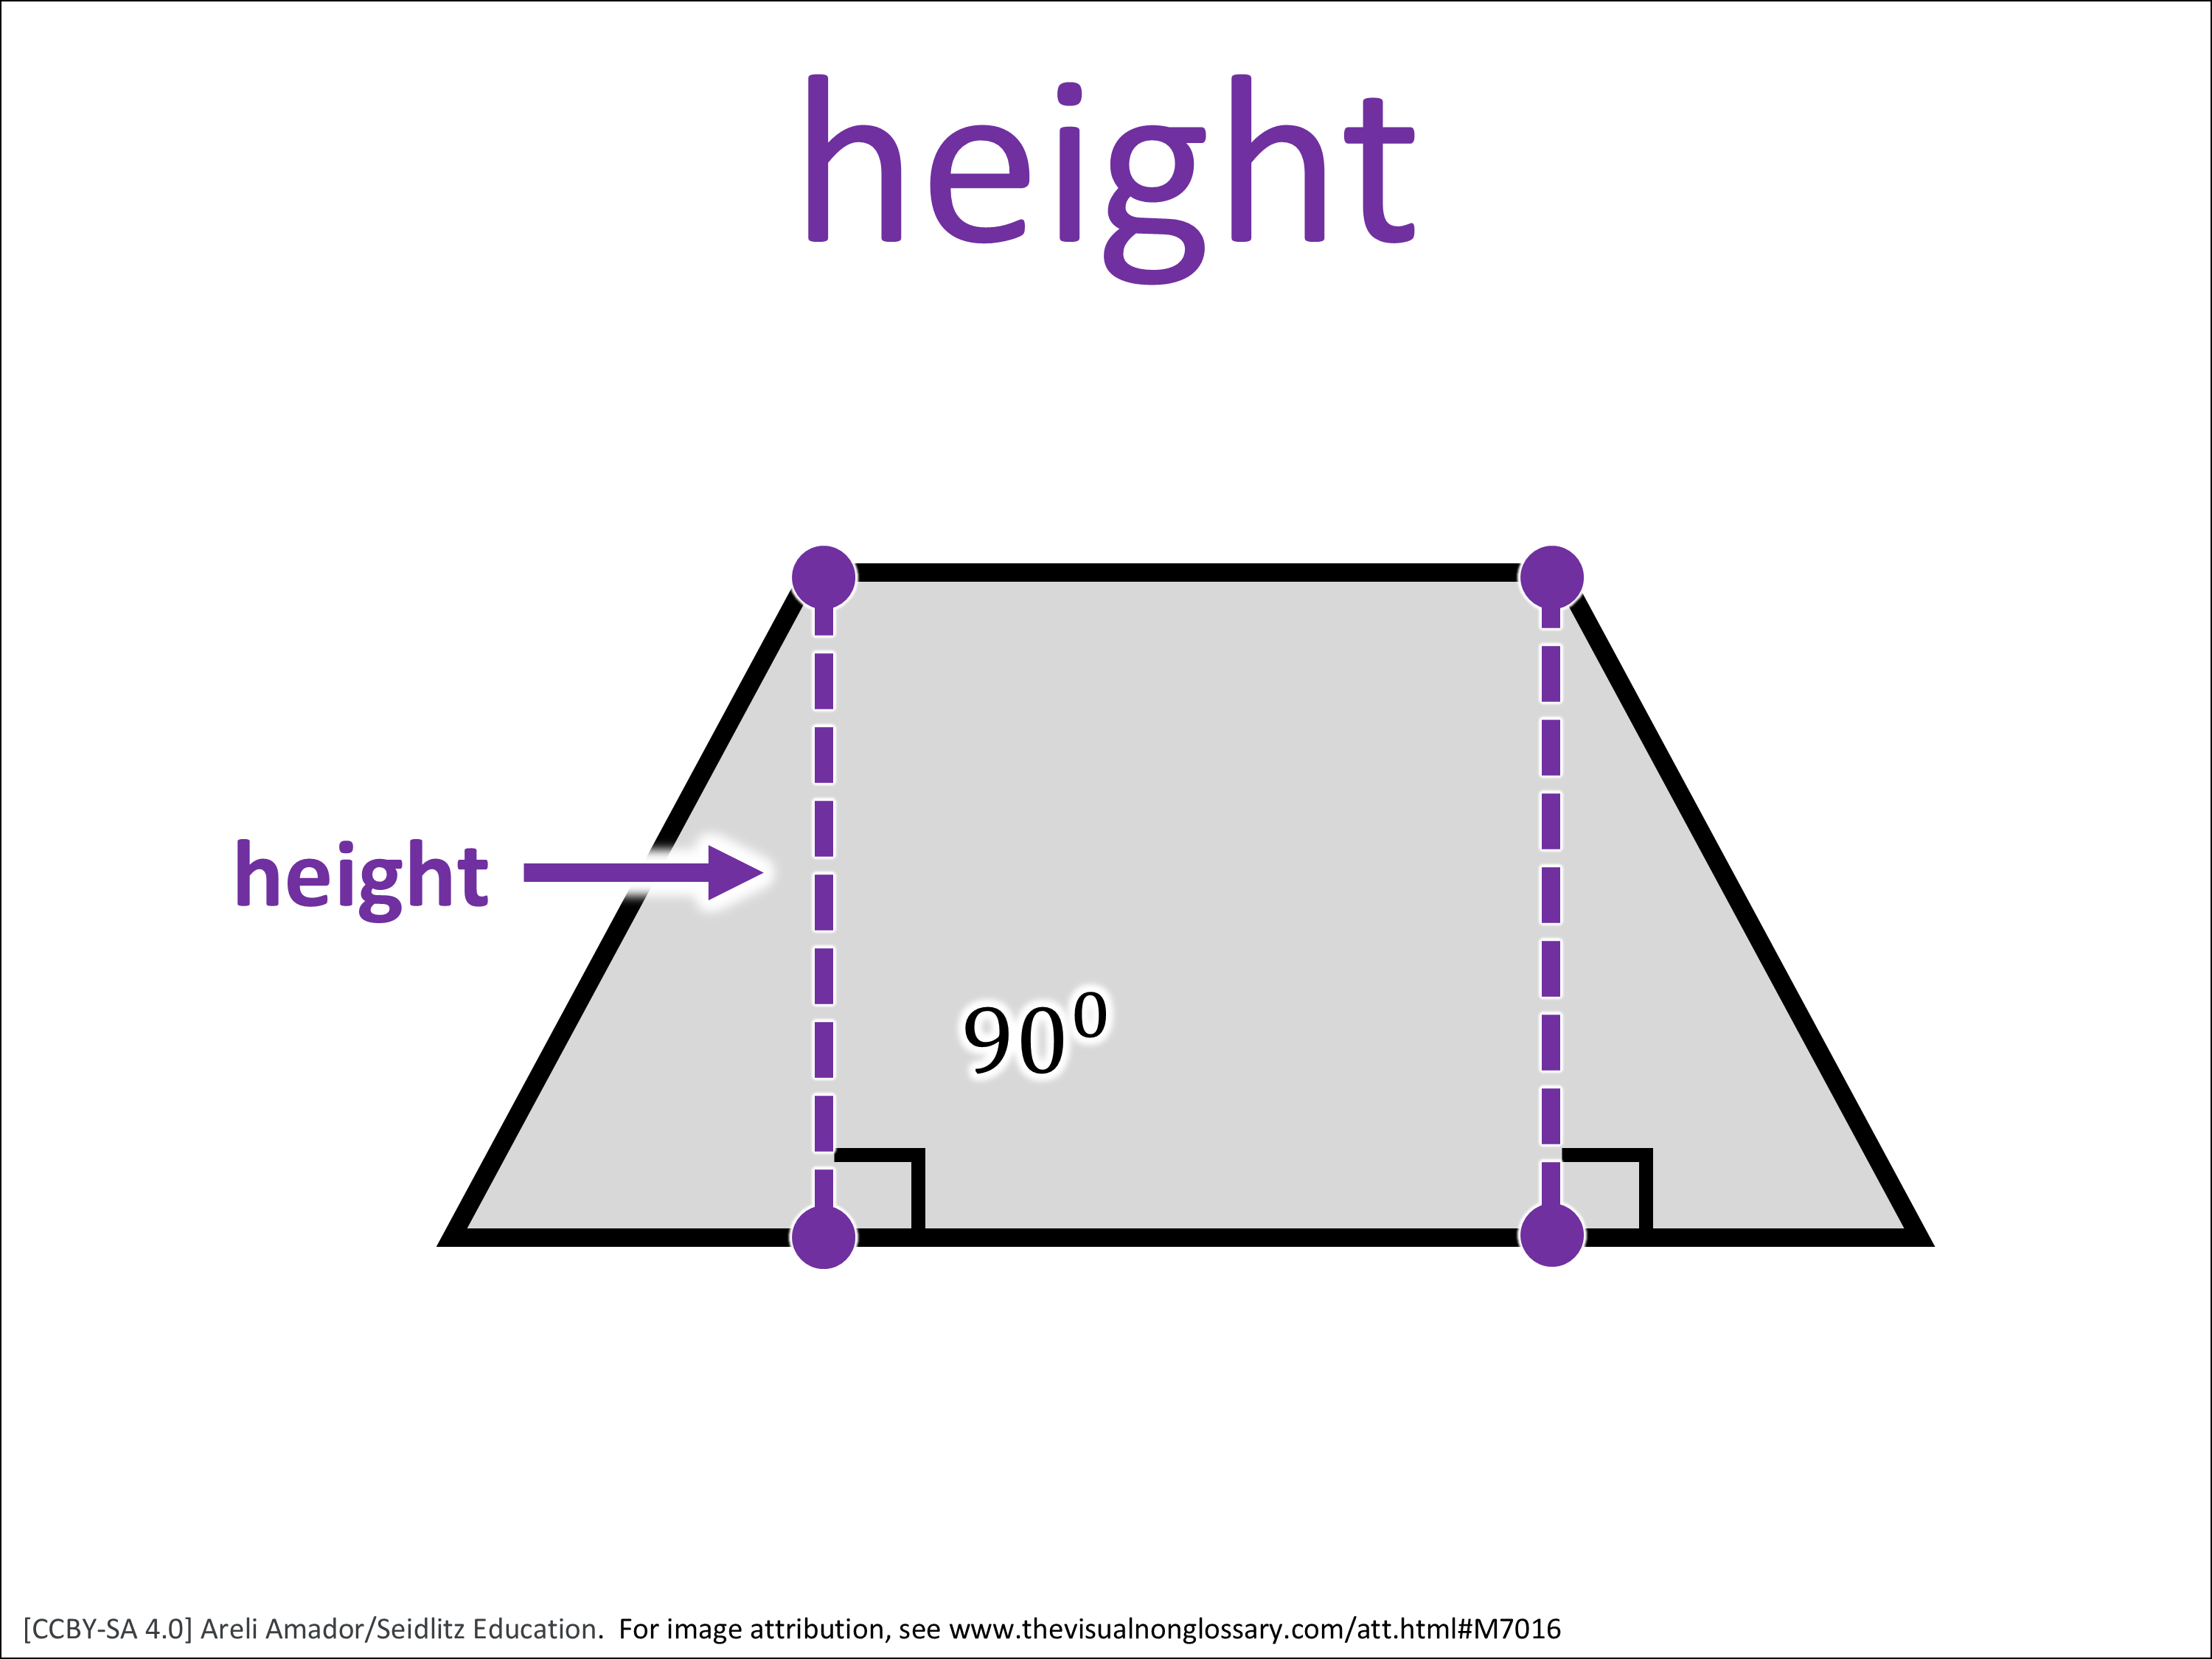 height
height
90⁰
[CCBY-SA 4.0] Areli Amador/Seidlitz Education.  For image attribution, see www.thevisualnonglossary.com/att.html#M7016